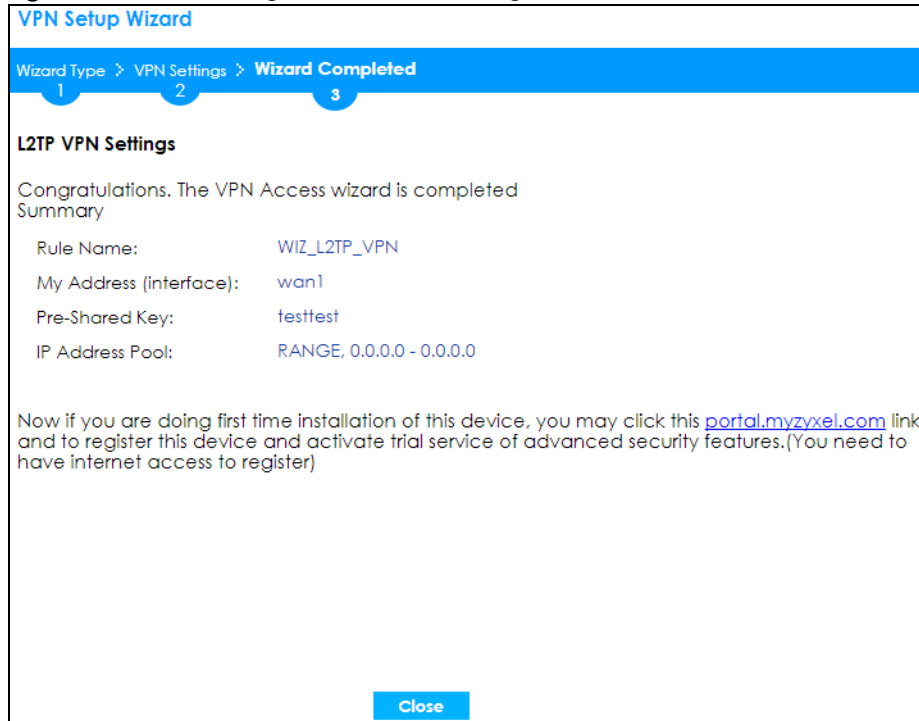 VPN Setup Wizard
Wizard Type > VPN Settings > Wizard Completed
1 2 3
L2TP VPN Settings
Congratulations. The VPN Access wizard is completed
Summary
Rule Name: WIZ_L2TP_VPN
My Address (interface): wan1
Pre-Shared Key: testtest
IP Address Pool: RANGE, 0.0.0.0 - 0.0.0.0
Now if you are doing first time installation of this device, you may click this portal.myzyxel.com link
and to register this device and activate trial service of advanced security features.(You need to
have internet access to register)
Close